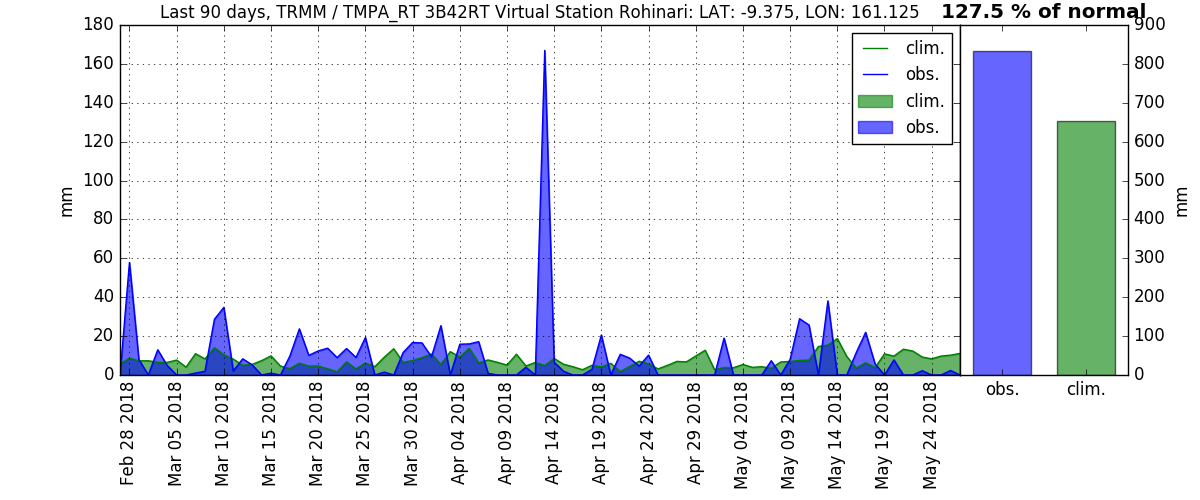 Last 90 days, TRMM / TMPA_RT 3B42RT Virtual Station Rohinari: LAT: -9.375, LON: 161.125
127.5 % of normal
180
160
140
120
100
80
60
40
20
0
mm
clim.
obs.
clim.
obs.
900
800
700
600
500
400
300
200
100
0
mm
Feb 28 2018
Mar 05 2018
Mar 10 2018
Mar 15 2018
Mar 20 2018
Mar 25 2018
Mar 30 2018
Apr 04 2018
Apr 09 2018
Apr 14 2018
Apr 19 2018
Apr 24 2018
Apr 29 2018
May 04 2018
May 09 2018
May 14 2018
May 19 2018
May 24 2018
obs.
clim.